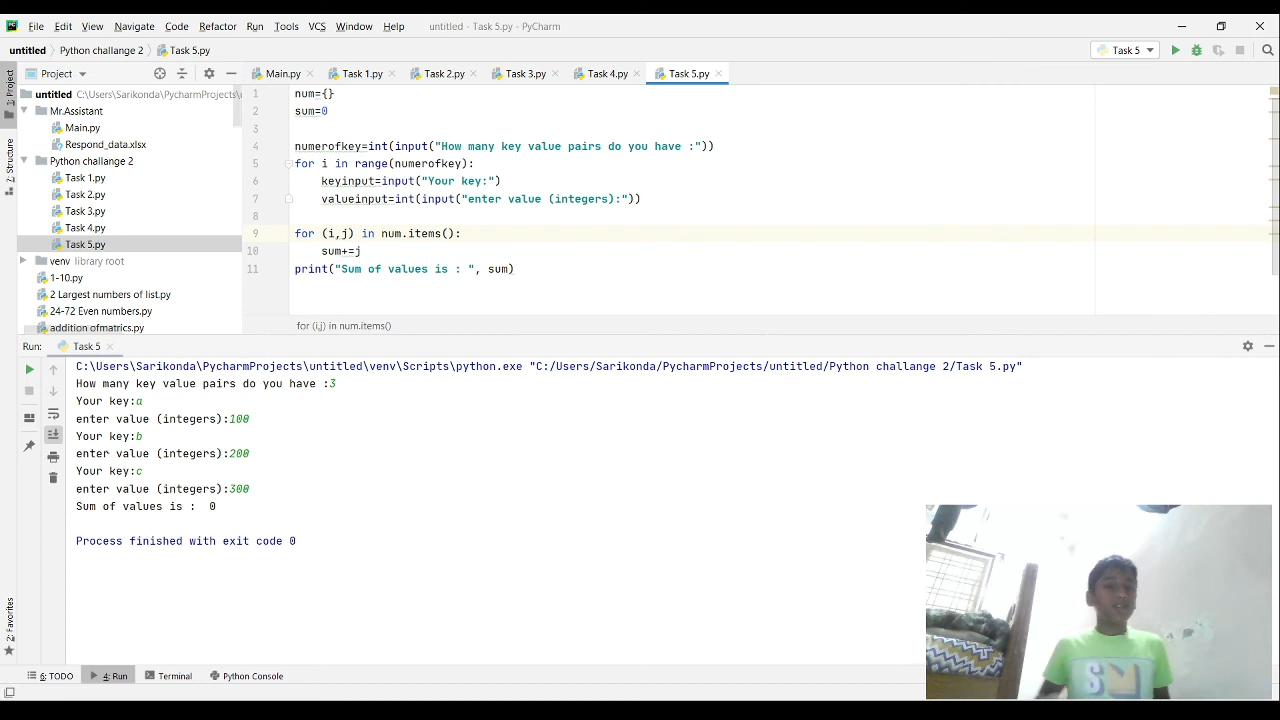 File Edit View Navigate Code Refactor Run Tools VCS Window Help untitled - Task 5.py - PyCharm
untitled Python challange 2 Task 5.py Task 5
1: Project
Project
Main.py Task 1.py Task 2.py Task 3.py Task 4.py Task 5.py
untitled C:\Users\Sarikonda\PycharmProjects\
Mr.Assistant
Main.py
Respond_data.xlsx
Python challange 2
Task 1.py
Task 2.py
Task 3.py
Task 4.py
Task 5.py
venv library root
1-10.py
2 Largest numbers of list.py
24-72 Even numbers.py
addition ofmatrics.py
7: Structure
1 num={}
2 sum=0
3
4 numerofkey=int(input("How many key value pairs do you have :"))
5 for i in range(numerofkey):
6 keyinput=input("Your key:")
7 valueinput=int(input("enter value (integers):"))
8
9 for (i,j) in num.items():
10 sum+=j
11 print("Sum of values is : ", sum)
for (i,j) in num.items()
Run: Task 5
C:\Users\Sarikonda\PycharmProjects\untitled\venv\Scripts\python.exe "C:/Users/Sarikonda/PycharmProjects/untitled/Python challange 2/Task 5.py"
How many key value pairs do you have :3
Your key:a
enter value (integers):100
Your key:b
enter value (integers):200
Your key:c
enter value (integers):300
Sum of values is :  0
Process finished with exit code 0
2: Favorites
6: TODO 4: Run Terminal Python Console